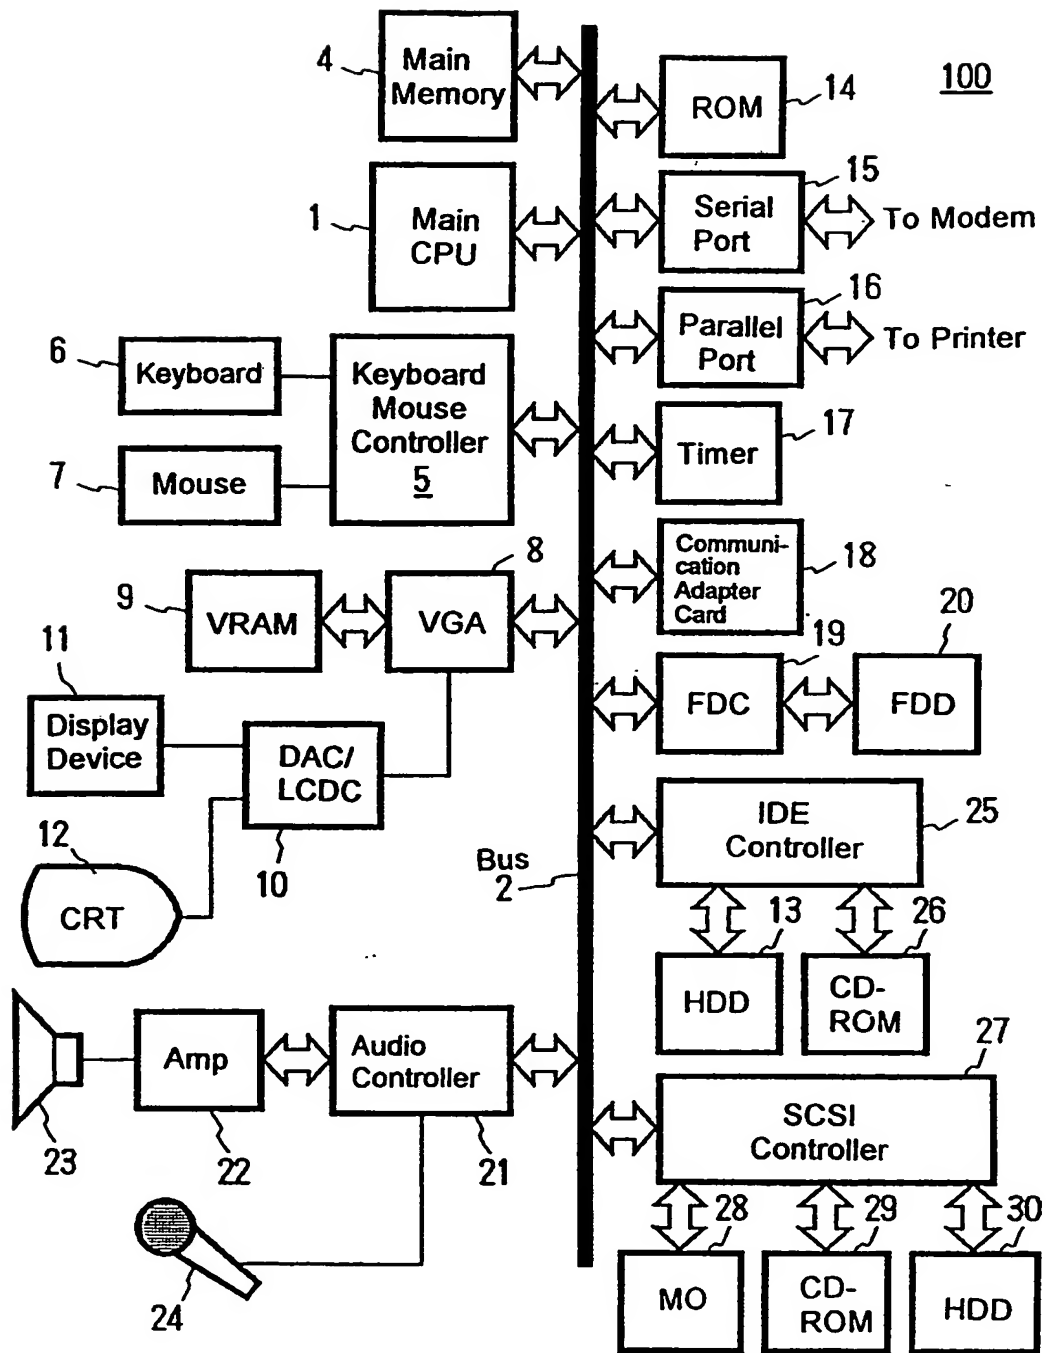 100
4
Main
Memory
ROM
14
1
Main
CPU
15
Serial
Port
To Modem
16
Parallel
Port
To Printer
6
Keyboard
7
Mouse
Keyboard
Mouse
Controller
5
Timer
17
Communi-
cation
Adapter
Card
18
9
VRAM
8
VGA
19
FDC
20
FDD
11
Display
Device
DAC/
LCDC
10
12
CRT
Bus
2
IDE
Controller
25
13
HDD
26
CD-
ROM
23
Amp
22
Audio
Controller
21
24
27
SCSI
Controller
28
MO
29
CD-
ROM
30
HDD